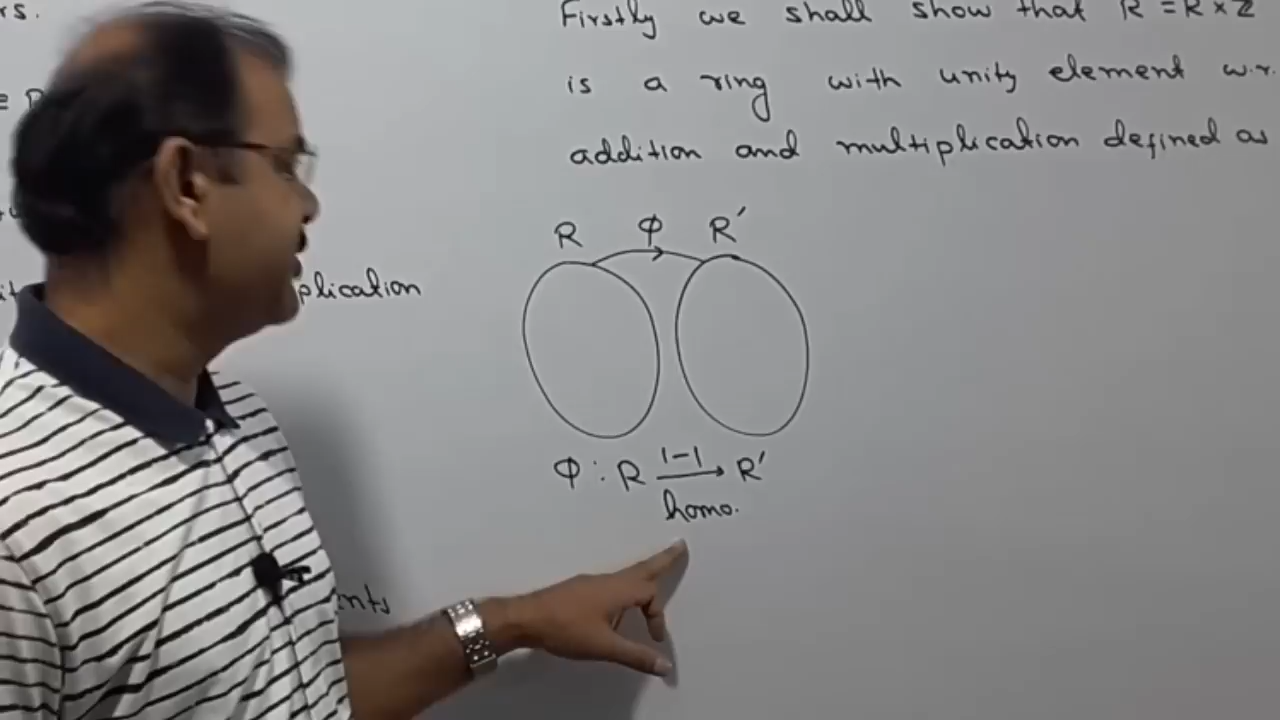 rs.
Firstly we shall show that R = R × Z
is a ring with unity element w.r.
addition and multiplication defined as
R Φ R′
plication
Φ : R 1-1 → R′
homo.
nts